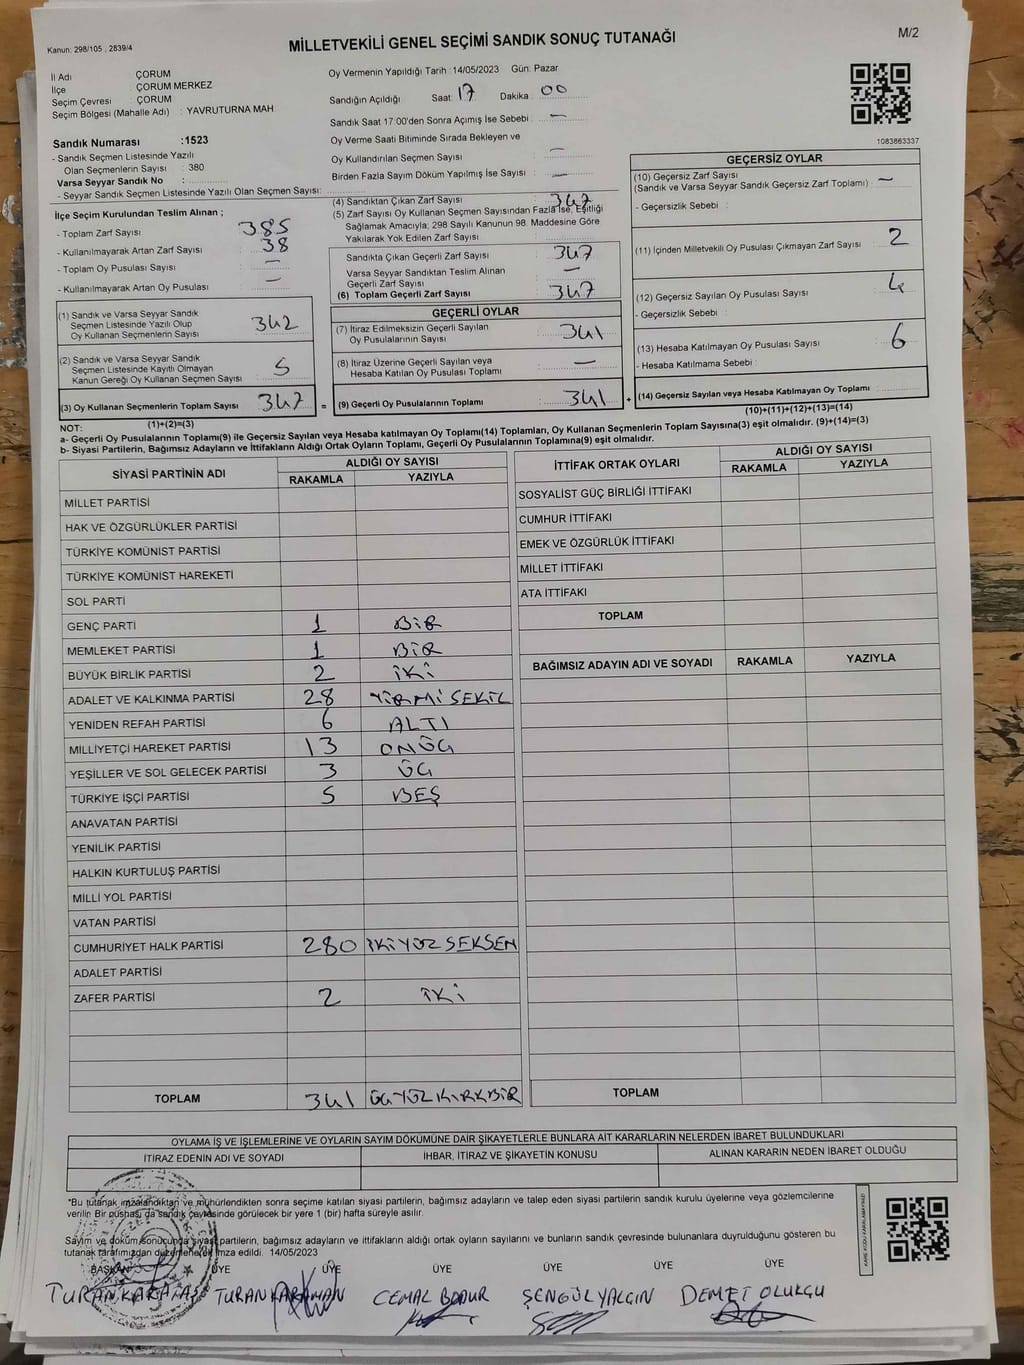 Kanun: 298/105 , 2839/4
MİLLETVEKİLİ GENEL SEÇİMİ SANDIK SONUÇ TUTANAĞI
M/2
İl Adı ÇORUM
İlçe ÇORUM MERKEZ
Seçim Çevresi ÇORUM
Seçim Bölgesi (Mahalle Adı) : YAVRUTURNA MAH.
Oy Vermenin Yapıldığı Tarih :14/05/2023 Gün: Pazar
Sandığın Açıldığı Saat : 17 Dakika : 00
Sandık Saat 17:00'den Sonra Açımış İse Sebebi : —
Oy Verme Saati Bitiminde Sırada Bekleyen ve
Oy Kullandırılan Seçmen Sayısı : —
Birden Fazla Sayım Döküm Yapılmış İse Sayısı : —
1083863337
Sandık Numarası :1523
- Sandık Seçmen Listesinde Yazılı
Olan Seçmenlerin Sayısı : 380
Varsa Seyyar Sandık No :
- Seyyar Sandık Seçmen Listesinde Yazılı Olan Seçmen Sayısı:
İlçe Seçim Kurulundan Teslim Alınan ;
- Toplam Zarf Sayısı : 385
- Kullanılmayarak Artan Zarf Sayısı : 38
- Toplam Oy Pusulası Sayısı : —
- Kullanılmayarak Artan Oy Pusulası : —
(4) Sandıktan Çıkan Zarf Sayısı : 347
(5) Zarf Sayısı Oy Kullanan Seçmen Sayısından Fazla İse, Eşitliği
Sağlamak Amacıyla; 298 Sayılı Kanunun 98. Maddesine Göre
Yakılarak Yok Edilen Zarf Sayısı :
Sandıkta Çıkan Geçerli Zarf Sayısı : 347
Varsa Seyyar Sandıktan Teslim Alınan
Geçerli Zarf Sayısı : —
(6) Toplam Geçerli Zarf Sayısı : 347
GEÇERSİZ OYLAR
(10) Geçersiz Zarf Sayısı
(Sandık ve Varsa Seyyar Sandık Geçersiz Zarf Toplamı) : —
- Geçersizlik Sebebi :
(11) İçinden Milletvekili Oy Pusulası Çıkmayan Zarf Sayısı : 2
(12) Geçersiz Sayılan Oy Pusulası Sayısı : 4
- Geçersizlik Sebebi :
(13) Hesaba Katılmayan Oy Pusulası Sayısı : 6
- Hesaba Katılmama Sebebi :
(14) Geçersiz Sayılan veya Hesaba Katılmayan Oy Toplamı :
(10)+(11)+(12)+(13)=(14)
(1) Sandık ve Varsa Seyyar Sandık
Seçmen Listesinde Yazılı Olup
Oy Kullanan Seçmenlerin Sayısı : 342
(2) Sandık ve Varsa Seyyar Sandık
Seçmen Listesinde Kayıtlı Olmayan
Kanun Gereği Oy Kullanan Seçmen Sayısı : 5
(3) Oy Kullanan Seçmenlerin Toplam Sayısı : 347 =
(1)+(2)=(3)
GEÇERLİ OYLAR
(7) İtiraz Edilmeksizin Geçerli Sayılan
Oy Pusulalarının Sayısı : 341
(8) İtiraz Üzerine Geçerli Sayılan veya
Hesaba Katılan Oy Pusulası Toplamı : —
(9) Geçerli Oy Pusulalarının Toplamı : 341 +
NOT:
a- Geçerli Oy Pusulalarının Toplamı(9) ile Geçersiz Sayılan veya Hesaba katılmayan Oy Toplamı(14) Toplamları, Oy Kullanan Seçmenlerin Toplam Sayısına(3) eşit olmalıdır. (9)+(14)=(3)
b- Siyasi Partilerin, Bağımsız Adayların ve İttifakların Aldığı Ortak Oyların Toplamı, Geçerli Oy Pusulalarının Toplamına(9) eşit olmalıdır.
SİYASİ PARTİNİN ADI ALDIĞI OY SAYISI
RAKAMLA YAZIYLA
MİLLET PARTİSİ
HAK VE ÖZGÜRLÜKLER PARTİSİ
TÜRKİYE KOMÜNİST PARTİSİ
TÜRKİYE KOMÜNİST HAREKETİ
SOL PARTİ
GENÇ PARTİ 1 BİR
MEMLEKET PARTİSİ 1 BİR
BÜYÜK BİRLİK PARTİSİ 2 İKİ
ADALET VE KALKINMA PARTİSİ 28 YİRMİ SEKİZ
YENİDEN REFAH PARTİSİ 6 ALTI
MİLLİYETÇİ HAREKET PARTİSİ 13 ONÜÇ
YEŞİLLER VE SOL GELECEK PARTİSİ 3 ÜÇ
TÜRKİYE İŞÇİ PARTİSİ 5 BEŞ
ANAVATAN PARTİSİ
YENİLİK PARTİSİ
HALKIN KURTULUŞ PARTİSİ
MİLLİ YOL PARTİSİ
VATAN PARTİSİ
CUMHURİYET HALK PARTİSİ 280 İKİYÜZ SEKSEN
ADALET PARTİSİ
ZAFER PARTİSİ 2 İKİ
TOPLAM 341 ÜÇYÜZ KIRKBİR
İTTİFAK ORTAK OYLARI ALDIĞI OY SAYISI
RAKAMLA YAZIYLA
SOSYALİST GÜÇ BİRLİĞİ İTTİFAKI
CUMHUR İTTİFAKI
EMEK VE ÖZGÜRLÜK İTTİFAKI
MİLLET İTTİFAKI
ATA İTTİFAKI
TOPLAM
BAĞIMSIZ ADAYIN ADI VE SOYADI RAKAMLA YAZIYLA
TOPLAM
OYLAMA İŞ VE İŞLEMLERİNE VE OYLARIN SAYIM DÖKÜMÜNE DAİR ŞİKAYETLERLE BUNLARA AİT KARARLARIN NELERDEN İBARET BULUNDUKLARI
İTİRAZ EDENİN ADI VE SOYADI İHBAR, İTİRAZ VE ŞİKAYETİN KONUSU ALINAN KARARIN NEDEN İBARET OLDUĞU
"Bu tutanak imzalandıktan ve mühürlendikten sonra seçime katılan siyasi partilerin, bağımsız adayların ve talep eden siyasi partilerin sandık kurulu üyelerine veya gözlemcilerine
verilir. Bir nüshası da sandık çevresinde görülecek bir yere 1 (bir) hafta süreyle asılır.
Sayım ve döküm sonucunda siyasi partilerin, bağımsız adayların ve ittifakların aldığı ortak oyların sayılarını ve bunların sandık çevresinde bulunanlara duyrulduğunu gösteren bu
tutanak tarafımızdan düzenlenerek imza edildi. 14/05/2023
KARE KODU KARALAMAYINIZ!
BAŞKAN ÜYE ÜYE ÜYE ÜYE ÜYE ÜYE
TURAN KARATAŞ TURAN KARAMAN CEMAL BODUR ŞENGÜL YALGIN DEMET OLUKÇU